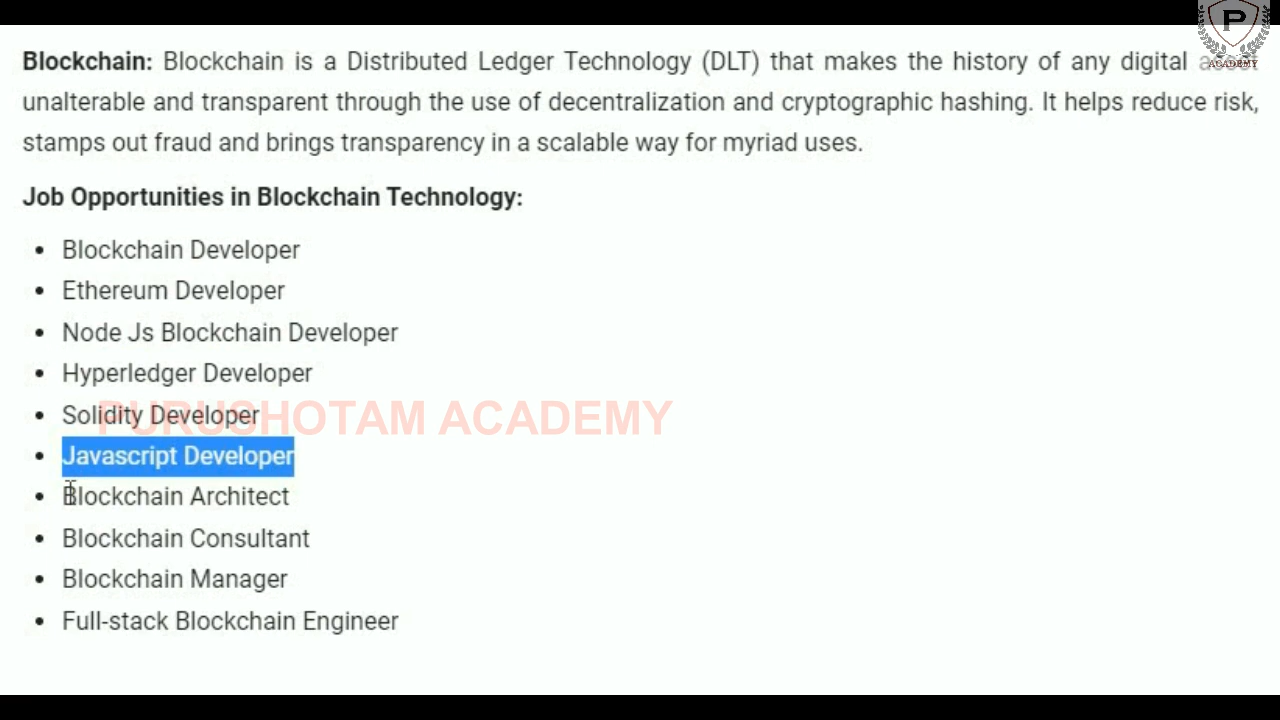 P
ACADEMY
Blockchain: Blockchain is a Distributed Ledger Technology (DLT) that makes the history of any digital asset
unalterable and transparent through the use of decentralization and cryptographic hashing. It helps reduce risk,
stamps out fraud and brings transparency in a scalable way for myriad uses.
Job Opportunities in Blockchain Technology:
• Blockchain Developer
• Ethereum Developer
• Node Js Blockchain Developer
• Hyperledger Developer
• Solidity Developer
PURUSHOTAM ACADEMY
• Javascript Developer
• Blockchain Architect
• Blockchain Consultant
• Blockchain Manager
• Full-stack Blockchain Engineer